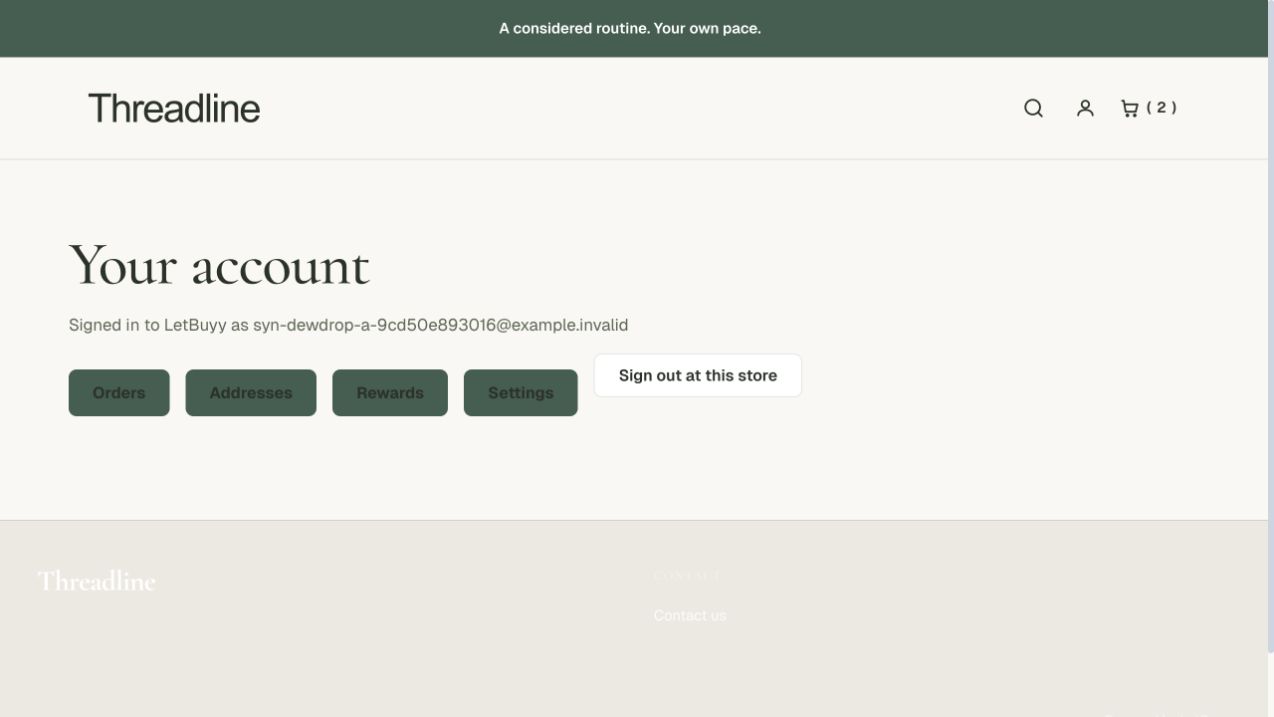 A considered routine. Your own pace.
Threadline
( 2 )
Your account
Signed in to LetBuyy as syn-dewdrop-a-9cd50e893016@example.invalid
Orders
Addresses
Rewards
Settings
Sign out at this store
Threadline
CONTACT
Contact us